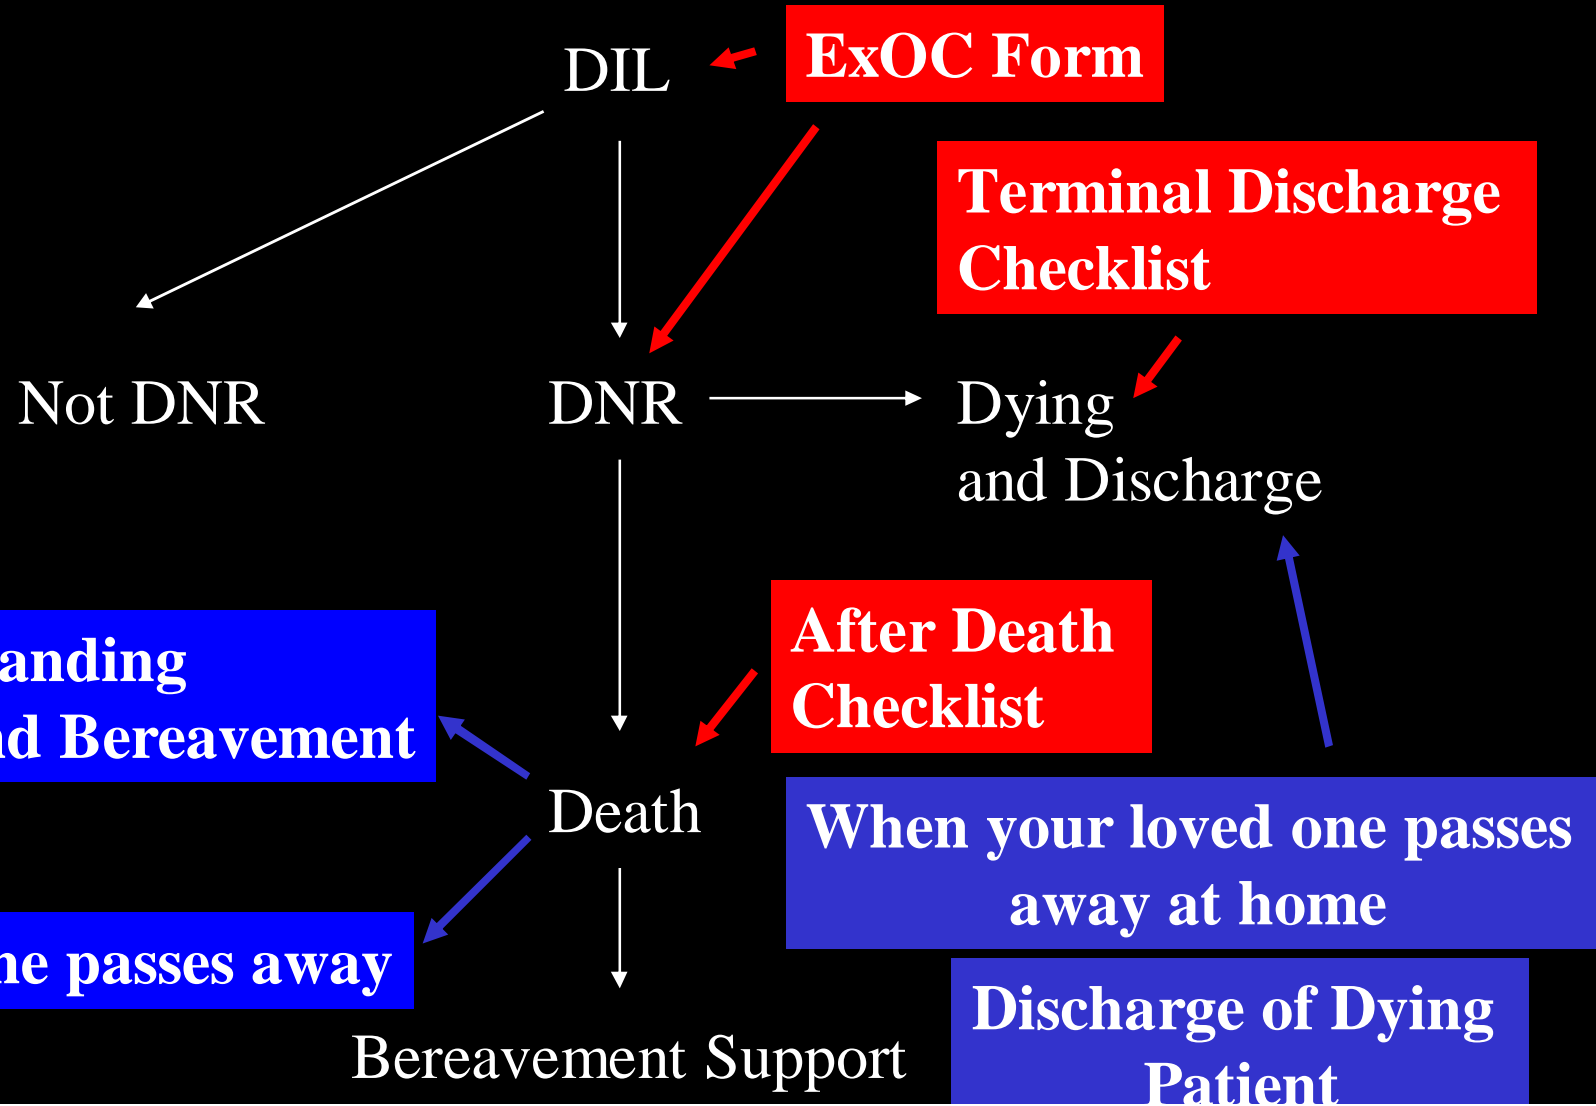 DIL
ExOC Form
Terminal Discharge
Checklist
Not DNR
DNR
Dying
and Discharge
After Death
Checklist
anding
d Bereavement
Death
When your loved one passes
away at home
e passes away
Discharge of Dying
Patient
Bereavement Support